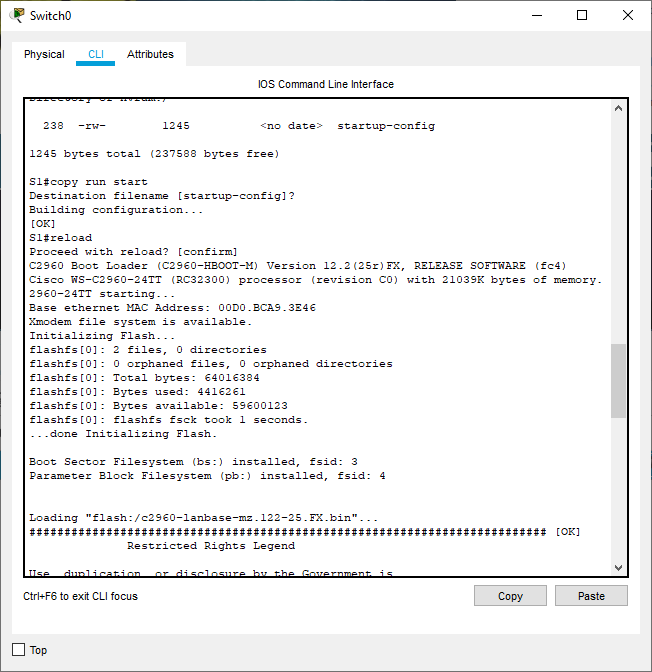 Switch0
Physical CLI Attributes
IOS Command Line Interface
Directory of nvram:/
238 -rw- 1245 <no date> startup-config
1245 bytes total (237588 bytes free)
S1#copy run start
Destination filename [startup-config]?
Building configuration...
[OK]
S1#reload
Proceed with reload? [confirm]
C2960 Boot Loader (C2960-HBOOT-M) Version 12.2(25r)FX, RELEASE SOFTWARE (fc4)
Cisco WS-C2960-24TT (RC32300) processor (revision C0) with 21039K bytes of memory.
2960-24TT starting...
Base ethernet MAC Address: 00D0.BCA9.3E46
Xmodem file system is available.
Initializing Flash...
flashfs[0]: 2 files, 0 directories
flashfs[0]: 0 orphaned files, 0 orphaned directories
flashfs[0]: Total bytes: 64016384
flashfs[0]: Bytes used: 4416261
flashfs[0]: Bytes available: 59600123
flashfs[0]: flashfs fsck took 1 seconds.
...done Initializing Flash.
Boot Sector Filesystem (bs:) installed, fsid: 3
Parameter Block Filesystem (pb:) installed, fsid: 4
Loading "flash:/c2960-lanbase-mz.122-25.FX.bin"...
########################################################################## [OK]
Restricted Rights Legend
Use, duplication, or disclosure by the Government is
Ctrl+F6 to exit CLI focus
Copy Paste
Top